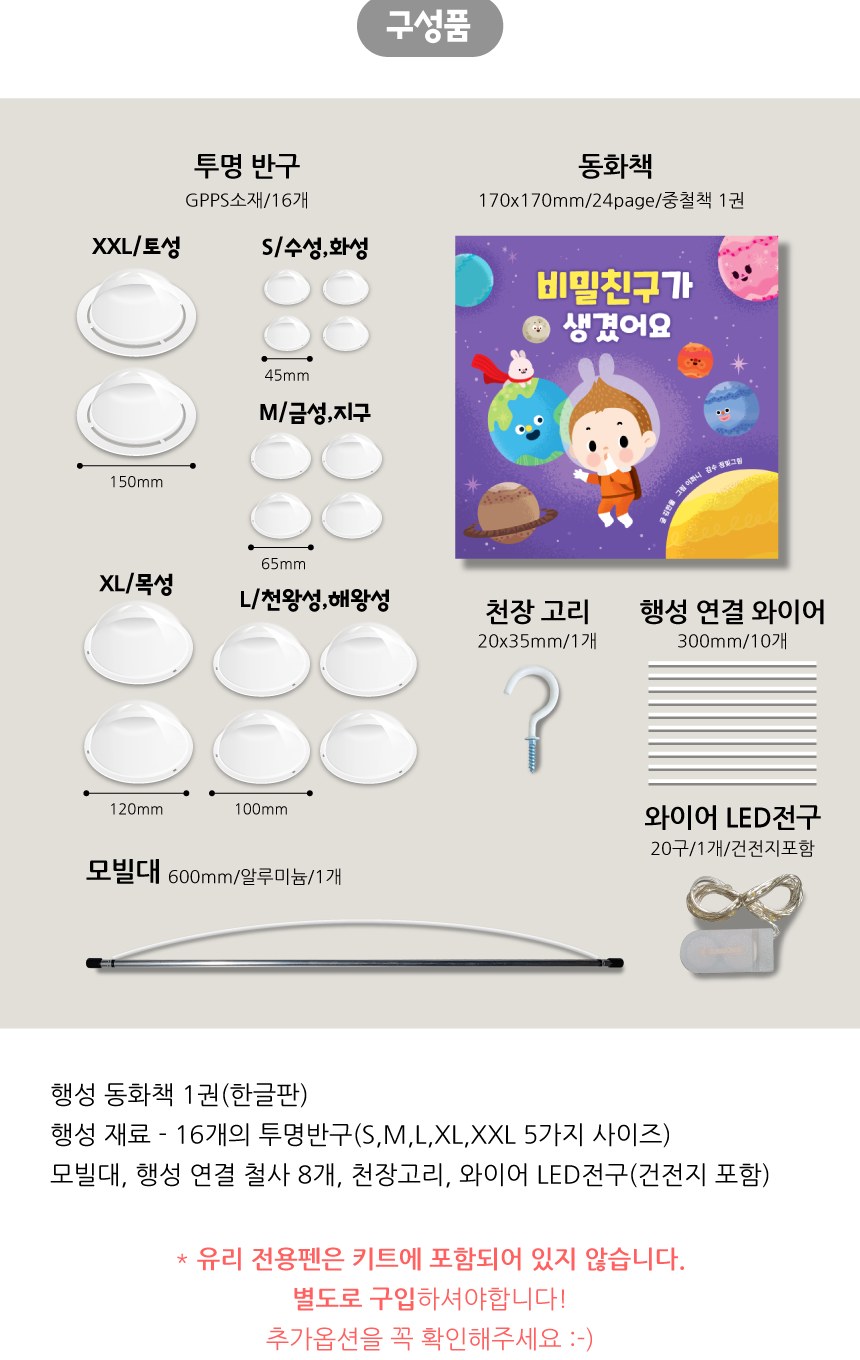 구성품
투명 반구
GPPS소재/16개
XXL/토성
150mm
S/수성,화성
45mm
M/금성,지구
65mm
XL/목성
120mm
L/천왕성,해왕성
100mm
동화책
170x170mm/24page/중철책 1권
비밀친구가
생겼어요
천장 고리
20x35mm/1개
행성 연결 와이어
300mm/10개
와이어 LED전구
20구/1개/건전지포함
모빌대 600mm/알루미늄/1개
행성 동화책 1권(한글판)
행성 재료 - 16개의 투명반구(S,M,L,XL,XXL 5가지 사이즈)
모빌대, 행성 연결 철사 8개, 천장고리, 와이어 LED전구(건전지 포함)
* 유리 전용펜은 키트에 포함되어 있지 않습니다.
별도로 구입하셔야합니다!
추가옵션을 꼭 확인해주세요 :-)